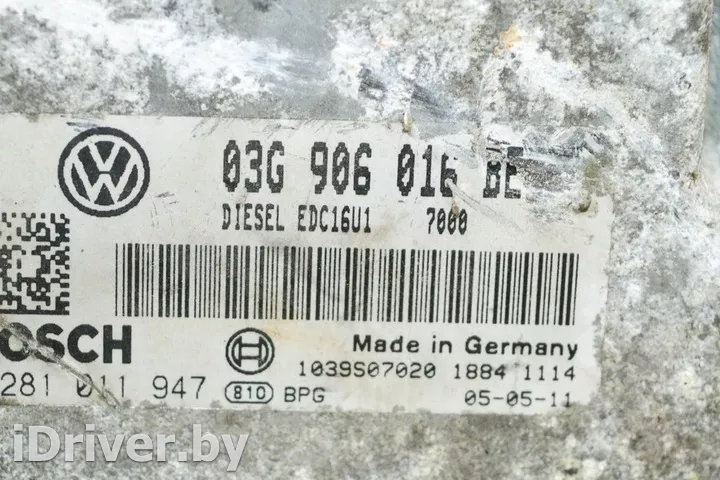 03G 906 016 BE
DIESEL EDC16U1 7000
BOSCH
Made in Germany
281 011 947
810 BPG
1039S07020 1884 1114
05-05-11
iDriver.by